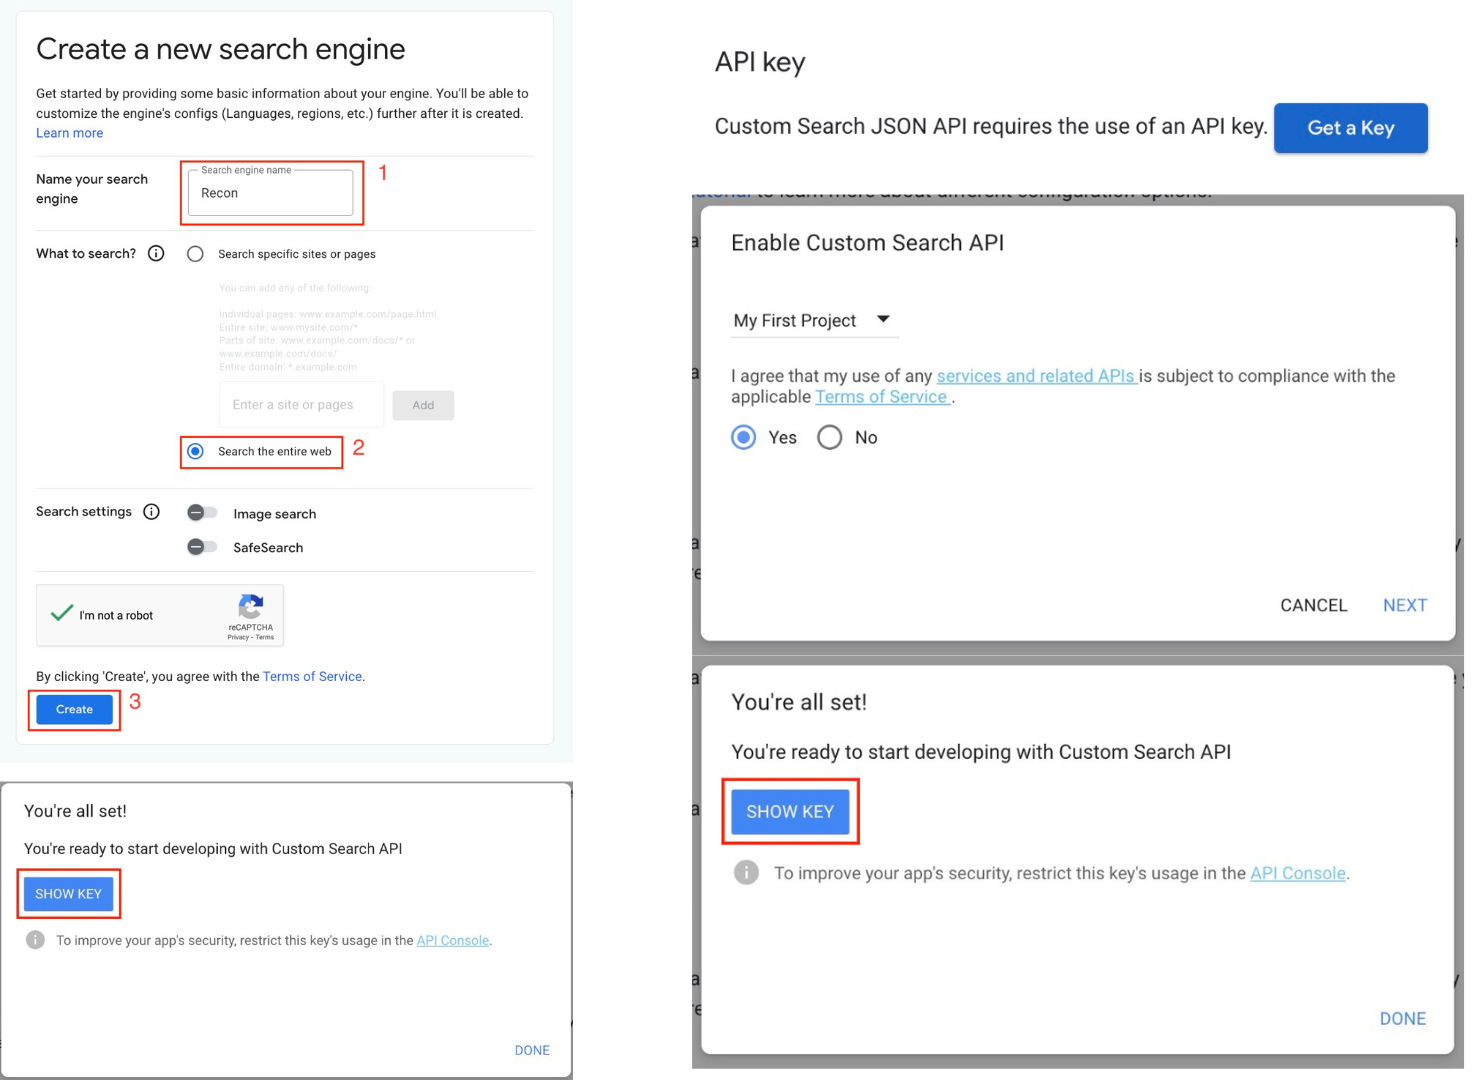 Create a new search engine
Get started by providing some basic information about your engine. You'll be able to
customize the engine's configs (Languages, regions, etc.) further after it is created.
Learn more
Name your search
engine
Search engine name
Recon
1
What to search?
Search specific sites or pages
You can add any of the following:
Individual pages: www.example.com/page.html
Entire site: www.mysite.com/*
Parts of site: www.example.com/docs/* or
www.example.com/docs/
Entire domain: *.example.com
Enter a site or pages
Add
Search the entire web
2
Search settings
Image search
SafeSearch
I'm not a robot
reCAPTCHA
Privacy - Terms
By clicking 'Create', you agree with the Terms of Service.
Create
3
You're all set!
You're ready to start developing with Custom Search API
SHOW KEY
To improve your app's security, restrict this key's usage in the API Console.
DONE
API key
Custom Search JSON API requires the use of an API key.
Get a Key
to learn more about different configuration options.
Enable Custom Search API
My First Project
I agree that my use of any services and related APIs is subject to compliance with the
applicable Terms of Service .
Yes
No
CANCEL
NEXT
You're all set!
You're ready to start developing with Custom Search API
SHOW KEY
To improve your app's security, restrict this key's usage in the API Console.
DONE